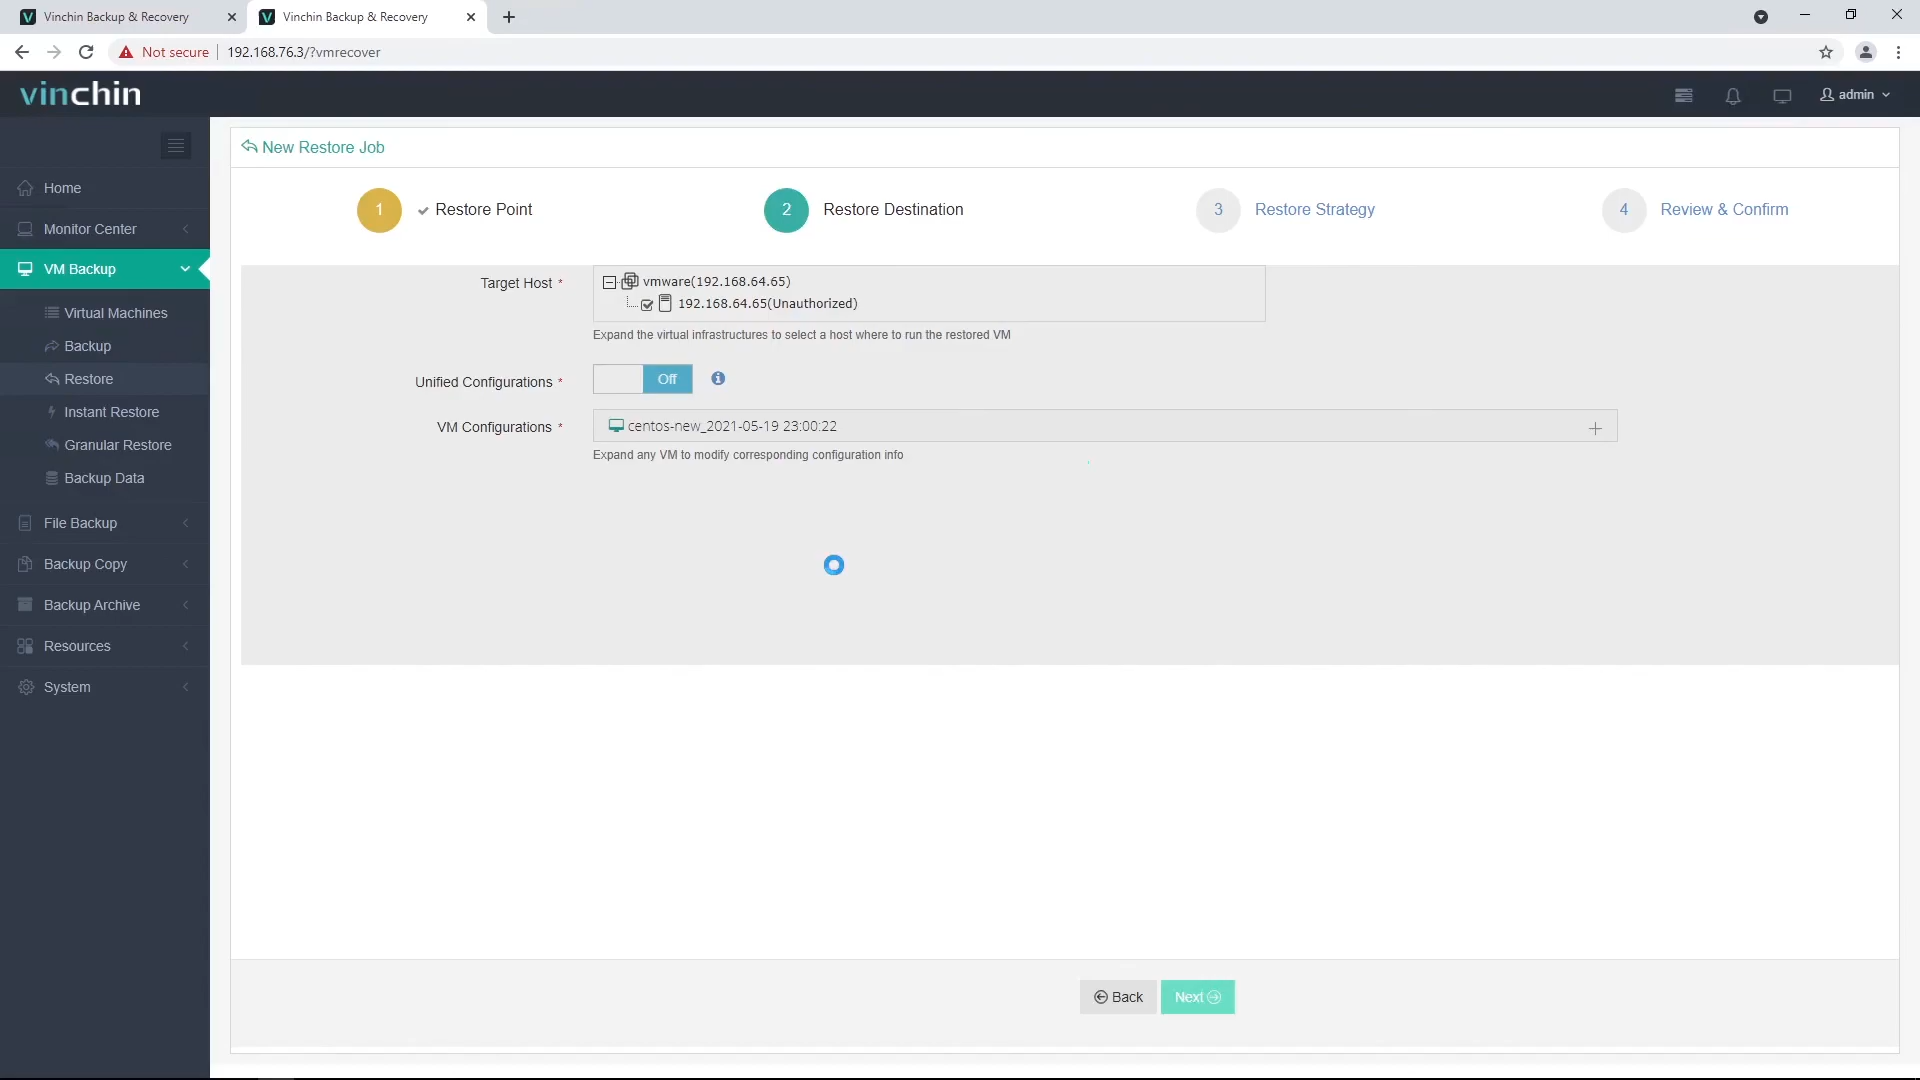 Vinchin Backup & Recovery
Vinchin Backup & Recovery
Not secure
192.168.76.3/?vmrecover
vinchin
admin
Home
Monitor Center
VM Backup
Virtual Machines
Backup
Restore
Instant Restore
Granular Restore
Backup Data
File Backup
Backup Copy
Backup Archive
Resources
System
New Restore Job
1 Restore Point
2 Restore Destination
3 Restore Strategy
4 Review & Confirm
Target Host *
vmware(192.168.64.65)
192.168.64.65(Unauthorized)
Expand the virtual infrastructures to select a host where to run the restored VM
Unified Configurations *
Off
VM Configurations *
centos-new_2021-05-19 23:00:22
Expand any VM to modify corresponding configuration info
Back
Next